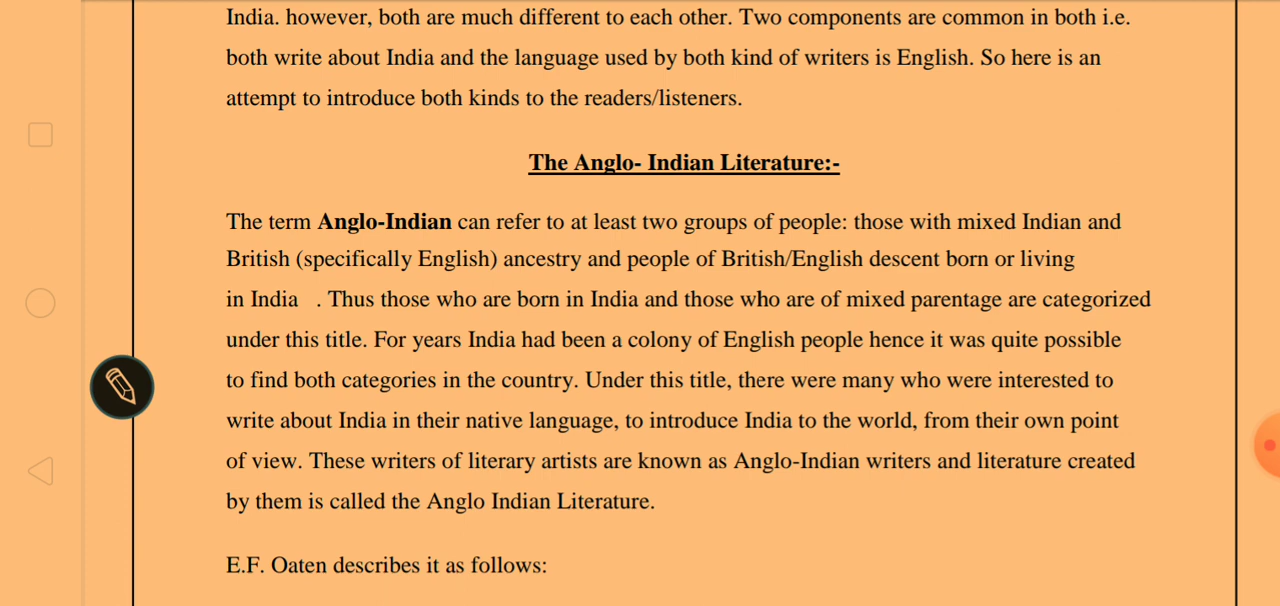 India. however, both are much different to each other. Two components are common in both i.e.
both write about India and the language used by both kind of writers is English. So here is an
attempt to introduce both kinds to the readers/listeners.
The Anglo- Indian Literature:-
The term Anglo-Indian can refer to at least two groups of people: those with mixed Indian and
British (specifically English) ancestry and people of British/English descent born or living
in India . Thus those who are born in India and those who are of mixed parentage are categorized
under this title. For years India had been a colony of English people hence it was quite possible
to find both categories in the country. Under this title, there were many who were interested to
write about India in their native language, to introduce India to the world, from their own point
of view. These writers of literary artists are known as Anglo-Indian writers and literature created
by them is called the Anglo Indian Literature.
E.F. Oaten describes it as follows: